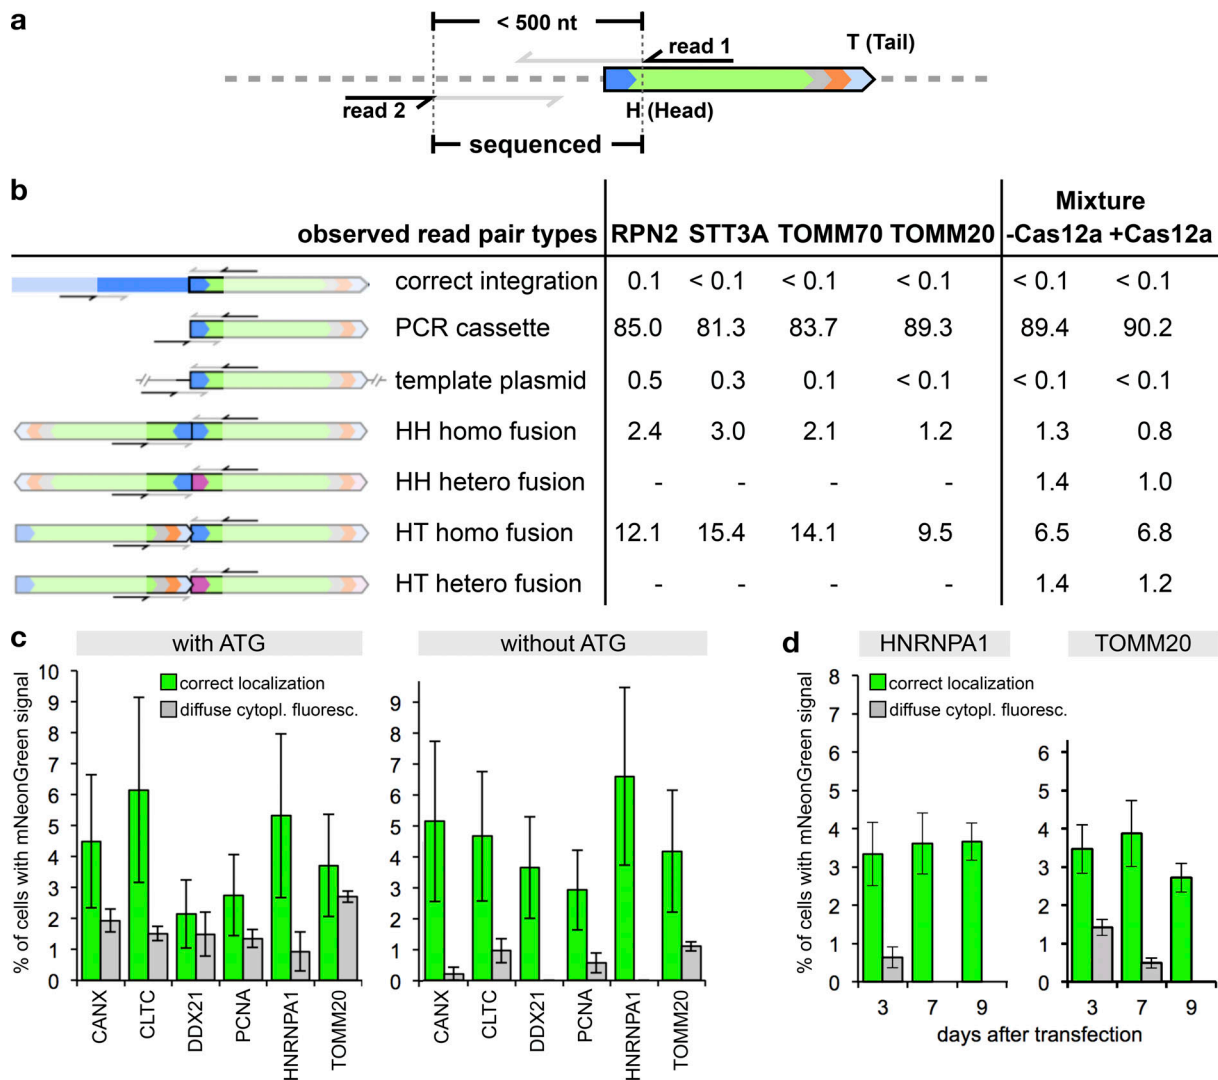 a
< 500 nt
read 1
T (Tail)
read 2
H (Head)
sequenced
b
Mixture
observed read pair types RPN2 STT3A TOMM70 TOMM20 -Cas12a +Cas12a
correct integration 0.1 < 0.1 < 0.1 < 0.1 < 0.1 < 0.1
PCR cassette 85.0 81.3 83.7 89.3 89.4 90.2
template plasmid 0.5 0.3 0.1 < 0.1 < 0.1 < 0.1
HH homo fusion 2.4 3.0 2.1 1.2 1.3 0.8
HH hetero fusion - - - - 1.4 1.0
HT homo fusion 12.1 15.4 14.1 9.5 6.5 6.8
HT hetero fusion - - - - 1.4 1.2
c
with ATG
% of cells with mNeonGreen signal
10
9
8
7
6
5
4
3
2
1
0
correct localization
diffuse cytopl. fluoresc.
CANX
CLTC
DDX21
PCNA
HNRNPA1
TOMM20
without ATG
9
8
7
6
5
4
3
2
1
0
CANX
CLTC
DDX21
PCNA
HNRNPA1
TOMM20
d
HNRNPA1
% of cells with mNeonGreen signal
8
7
6
5
4
3
2
1
0
correct localization
diffuse cytopl. fluoresc.
3 7 9
TOMM20
6
5
4
3
2
1
0
3 7 9
days after transfection